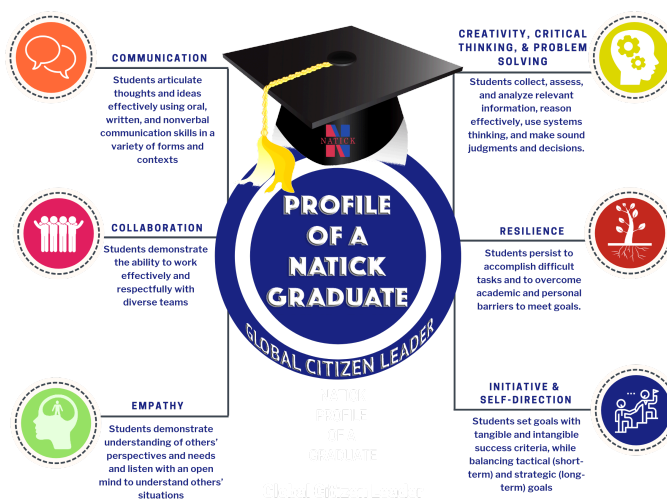 COMMUNICATION
Students articulate
thoughts and ideas
effectively using oral,
written, and nonverbal
communication skills in a
variety of forms and
contexts
COLLABORATION
Students demonstrate
the ability to work
effectively and
respectfully with
diverse teams
EMPATHY
Students demonstrate
understanding of others'
perspectives and needs
and listen with an open
mind to understand others'
situations
NATICK
PROFILE
OF A
NATICK
GRADUATE
GLOBAL CITIZEN LEADER
PROFILE
OF A
GRADUATE
Global Citizen Leader
CREATIVITY, CRITICAL
THINKING, & PROBLEM
SOLVING
Students collect, assess,
and analyze relevant
information, reason
effectively, use systems
thinking, and make sound
judgments and decisions.
RESILIENCE
Students persist to
accomplish difficult
tasks and to overcome
academic and personal
barriers to meet goals.
INITIATIVE &
SELF-DIRECTION
Students set goals with
tangible and intangible
success criteria, while
balancing tactical (short-
term) and strategic (long-
term) goals